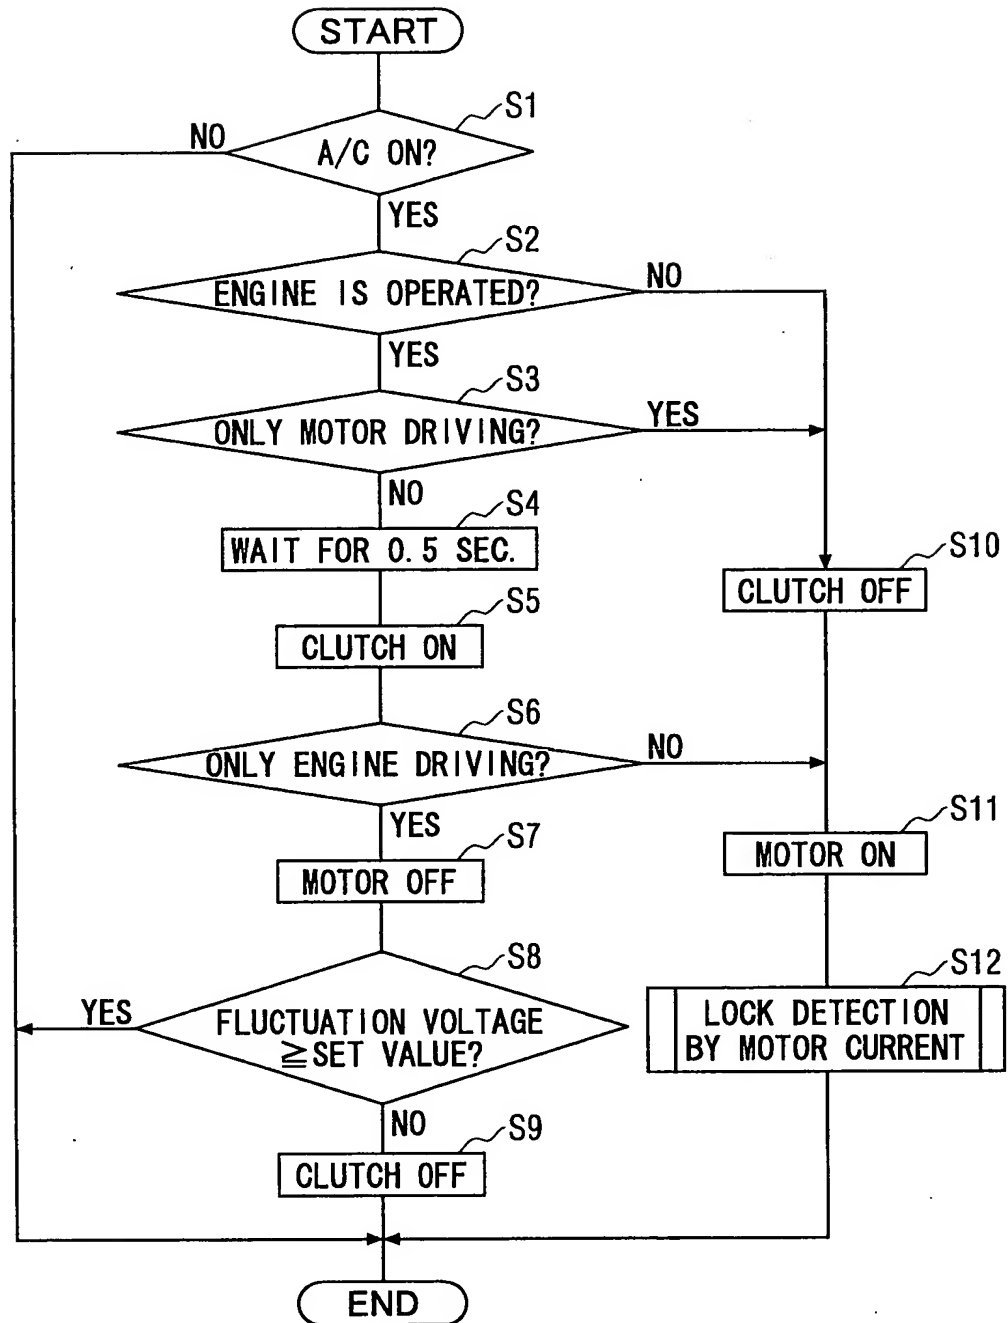 START
S1
NO
A/C ON?
YES
S2
ENGINE IS OPERATED?
NO
YES
S3
ONLY MOTOR DRIVING?
YES
NO
S4
WAIT FOR 0.5 SEC.
S10
CLUTCH OFF
S5
CLUTCH ON
S6
ONLY ENGINE DRIVING?
NO
YES
S7
MOTOR OFF
S11
MOTOR ON
S8
YES
FLUCTUATION VOLTAGE
≧SET VALUE?
S12
LOCK DETECTION
BY MOTOR CURRENT
NO
S9
CLUTCH OFF
END